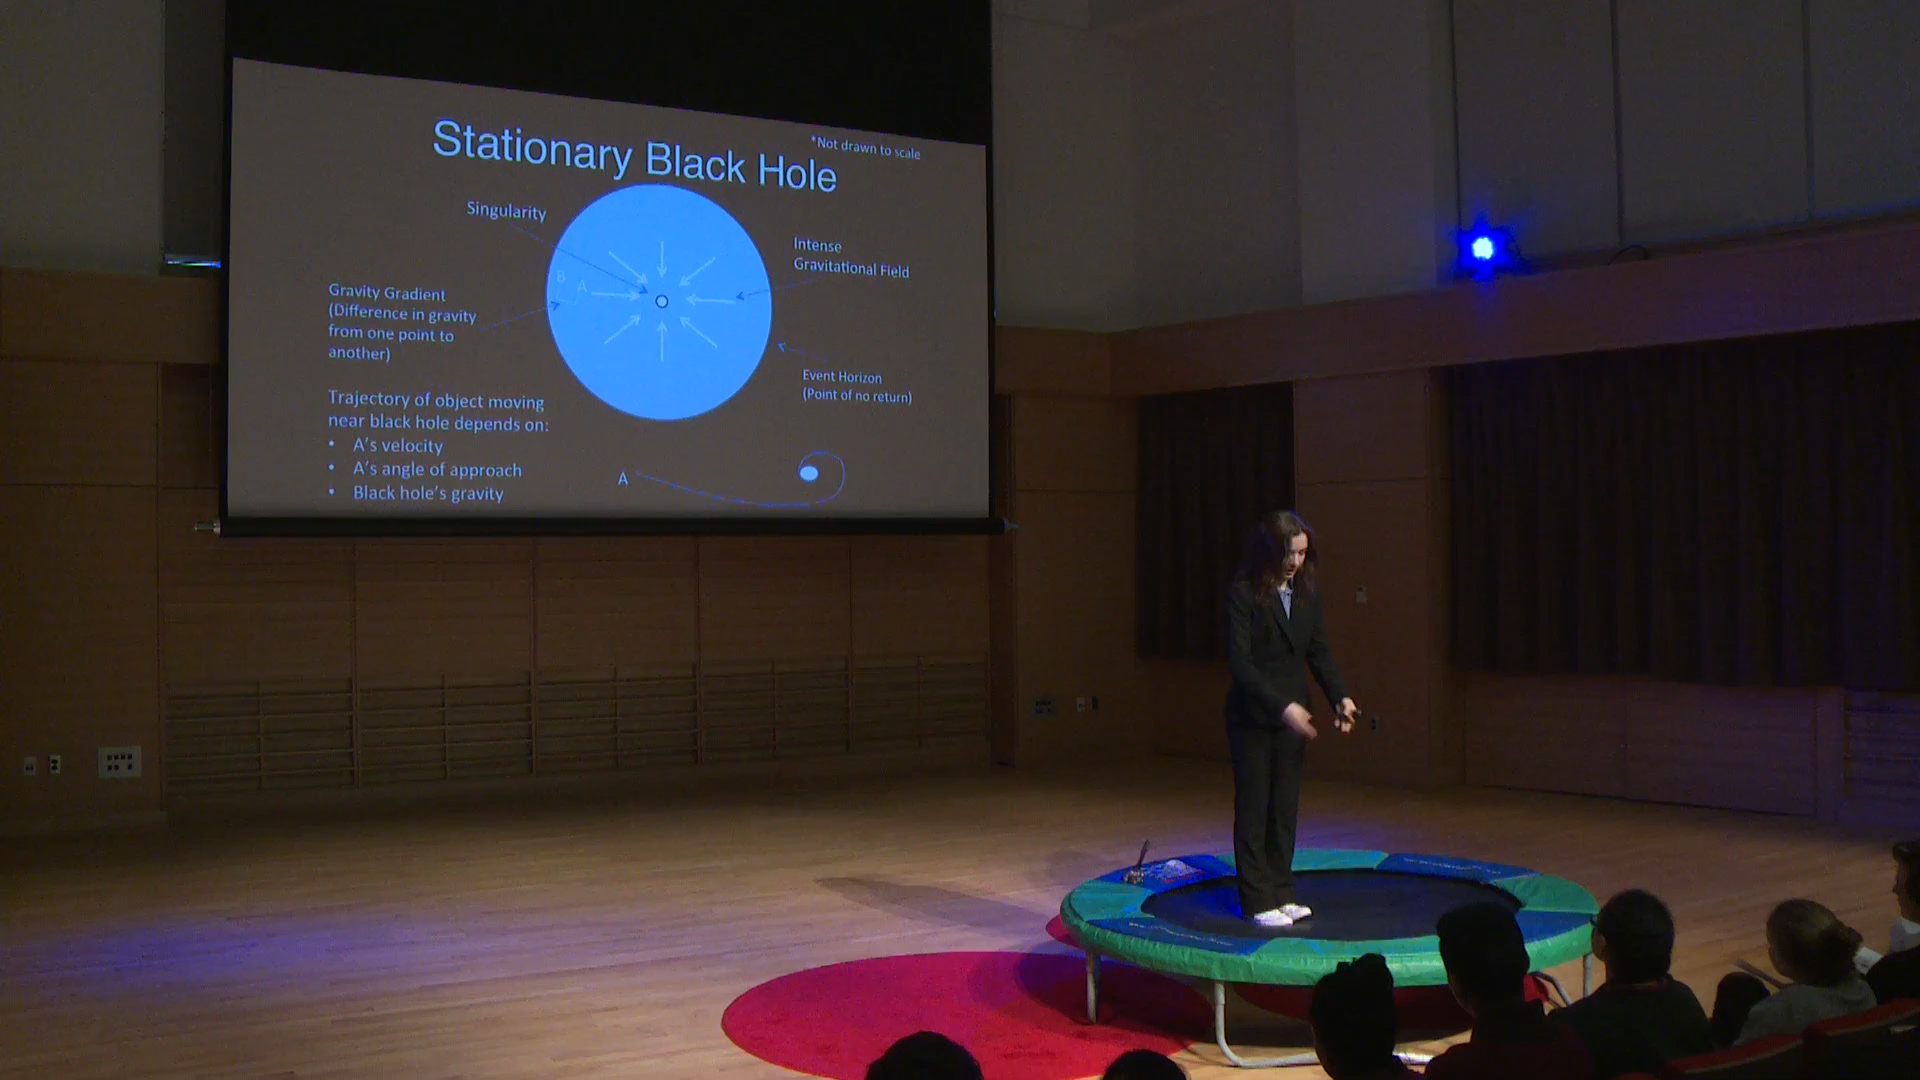 Stationary Black Hole
*Not drawn to scale
Singularity
Intense
Gravitational Field
B
A
Gravity Gradient
(Difference in gravity
from one point to
another)
Event Horizon
(Point of no return)
Trajectory of object moving
near black hole depends on:
• A's velocity
• A's angle of approach
• Black hole's gravity
A